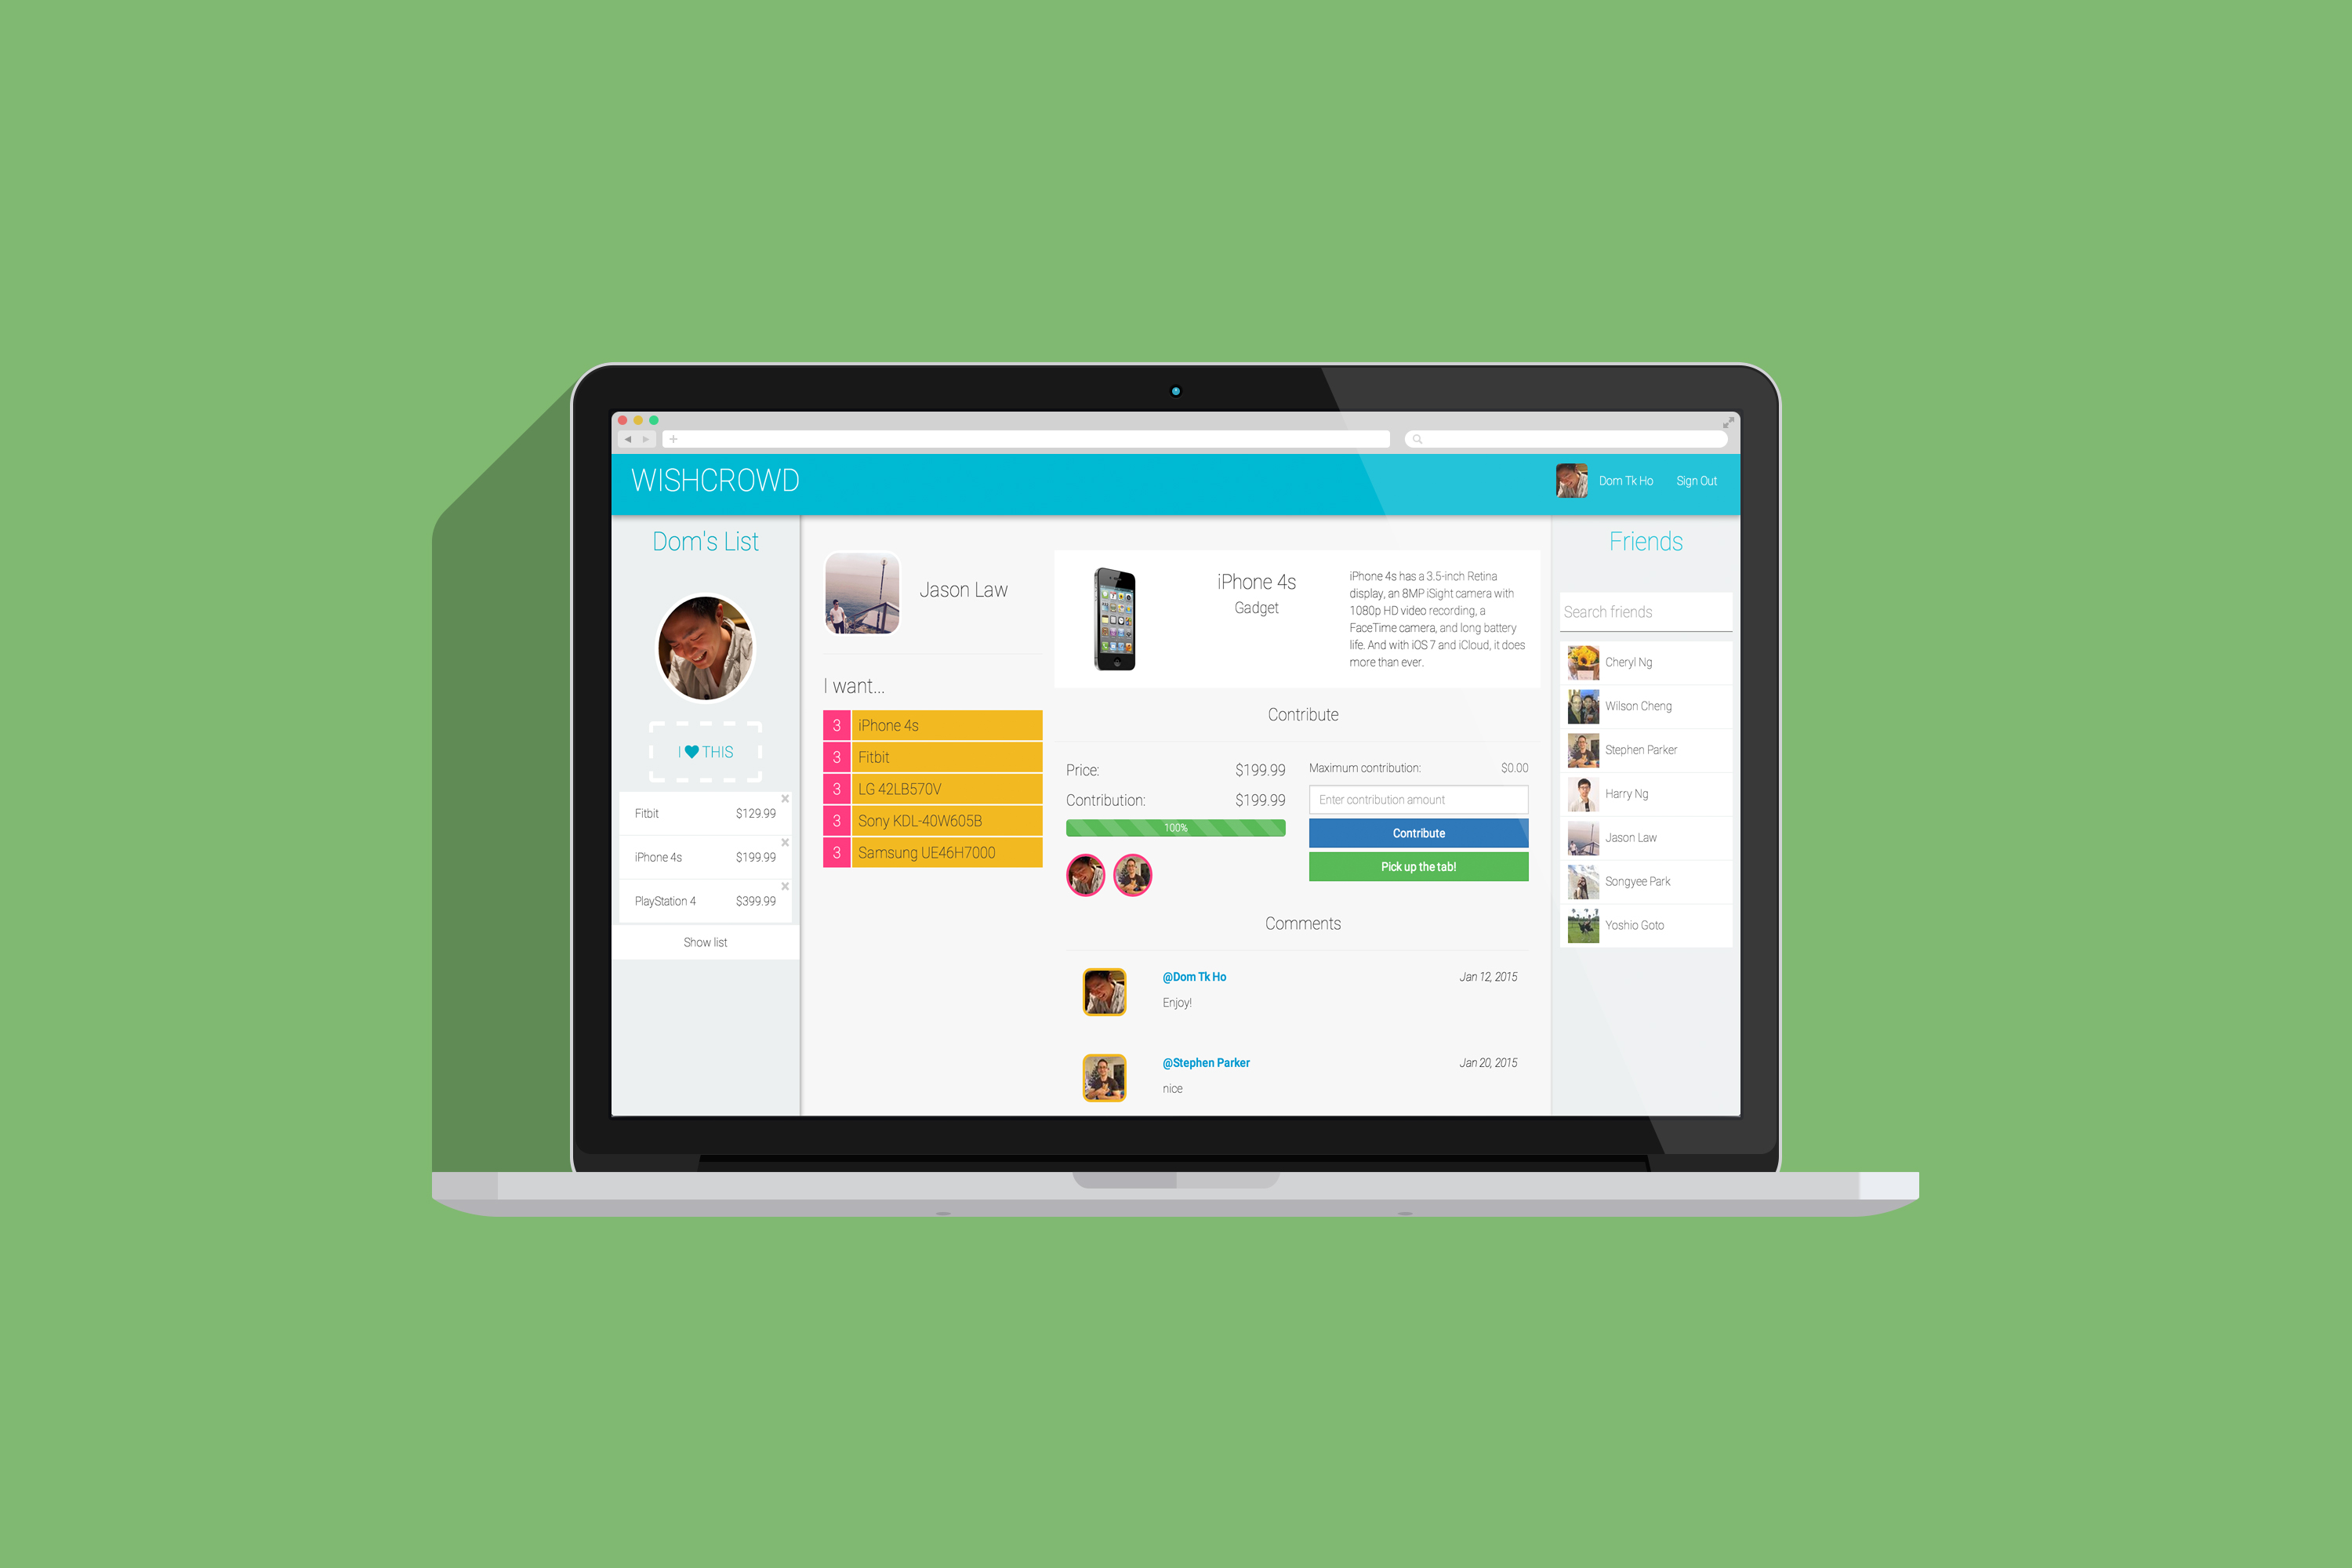 WISHCROWD
Dom Tk Ho
Sign Out
Dom's List
I THIS
Fitbit $129.99
iPhone 4s $199.99
PlayStation 4 $399.99
Show list
Jason Law
I want...
3 iPhone 4s
3 Fitbit
3 LG 42LB570V
3 Sony KDL-40W605B
3 Samsung UE46H7000
iPhone 4s
Gadget
iPhone 4s has a 3.5-inch Retina
display, an 8MP iSight camera with
1080p HD video recording, a
FaceTime camera, and long battery
life. And with iOS 7 and iCloud, it does
more than ever.
Contribute
Price: $199.99
Contribution: $199.99
100%
Maximum contribution: $0.00
Enter contribution amount
Contribute
Pick up the tab!
Comments
@Dom Tk Ho Jan 12, 2015
Enjoy!
@Stephen Parker Jan 20, 2015
nice
Friends
Search friends
Cheryl Ng
Wilson Cheng
Stephen Parker
Harry Ng
Jason Law
Songyee Park
Yoshio Goto